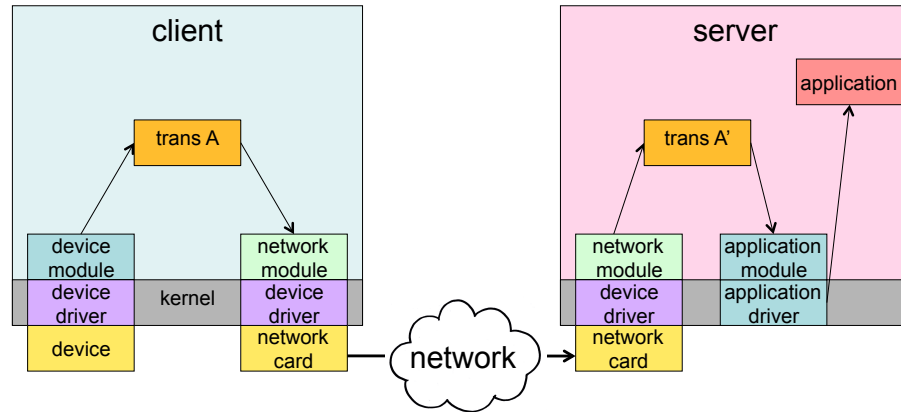 client
trans A
device
module
network
module
device
driver
kernel
device
driver
device
network
card
network
server
application
trans A’
network
module
application
module
device
driver
application
driver
network
card